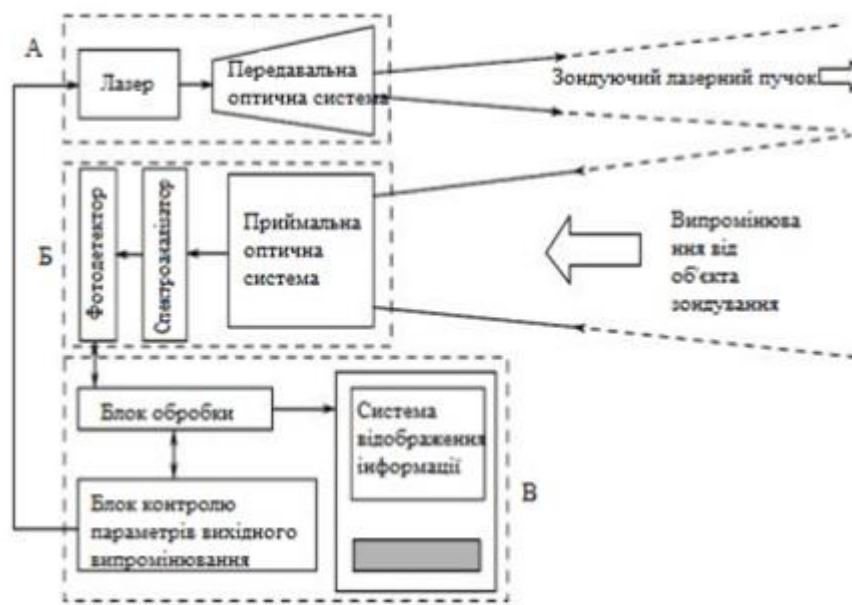 А
Лазер
Передавальна
оптична система
Зондуючий лазерний пучок
Б
Фотодетектор
Спектроаналізатор
Приймальна
оптична
система
Випромінюва
ння від
об'єкта
зондування
Блок обробки
Система
відображення
інформації
В
Блок контролю
параметрів вихідного
випромінювання